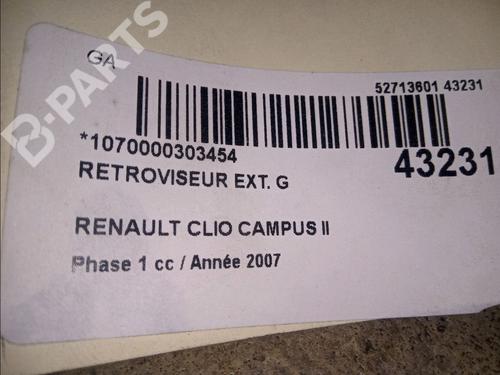 GA
52713601 43231
*1070000303454
43231
RETROVISEUR EXT. G
RENAULT CLIO CAMPUS II
Phase 1 cc / Année 2007
B-PARTS